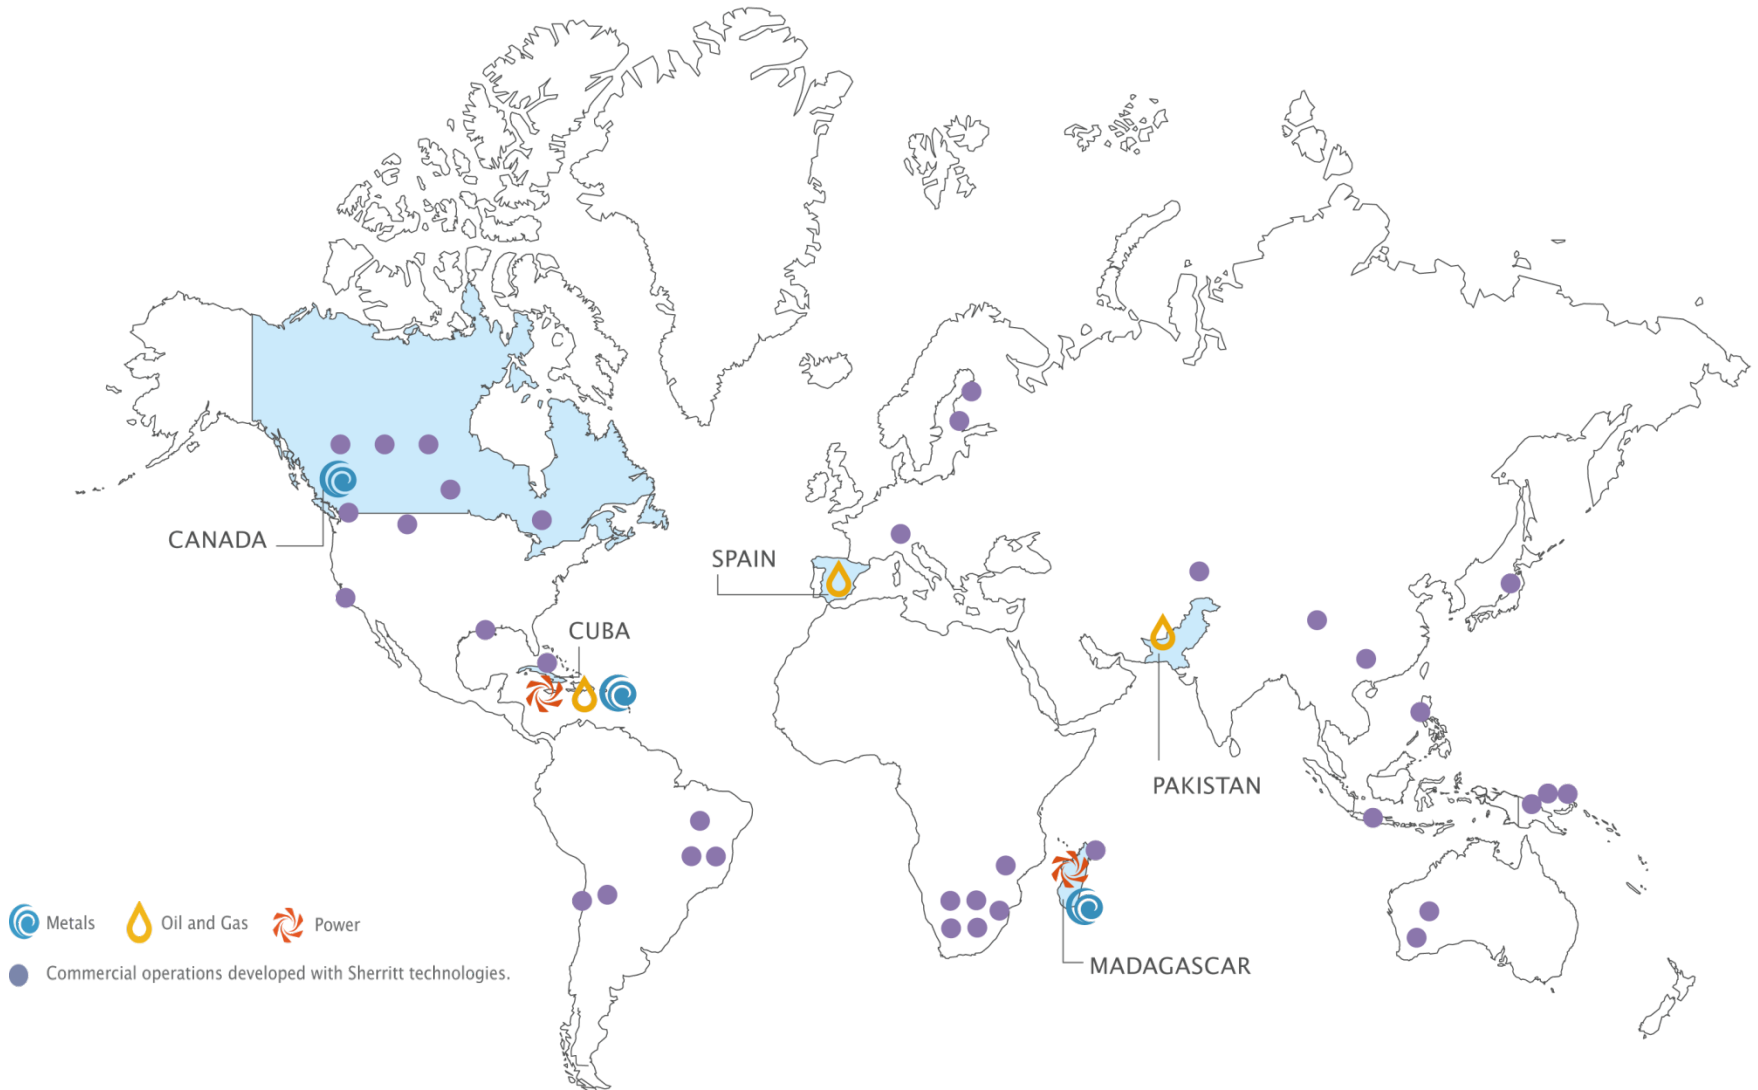 CANADA
SPAIN
CUBA
PAKISTAN
Metals
Oil and Gas
Power
MADAGASCAR
Commercial operations developed with Sherritt technologies.